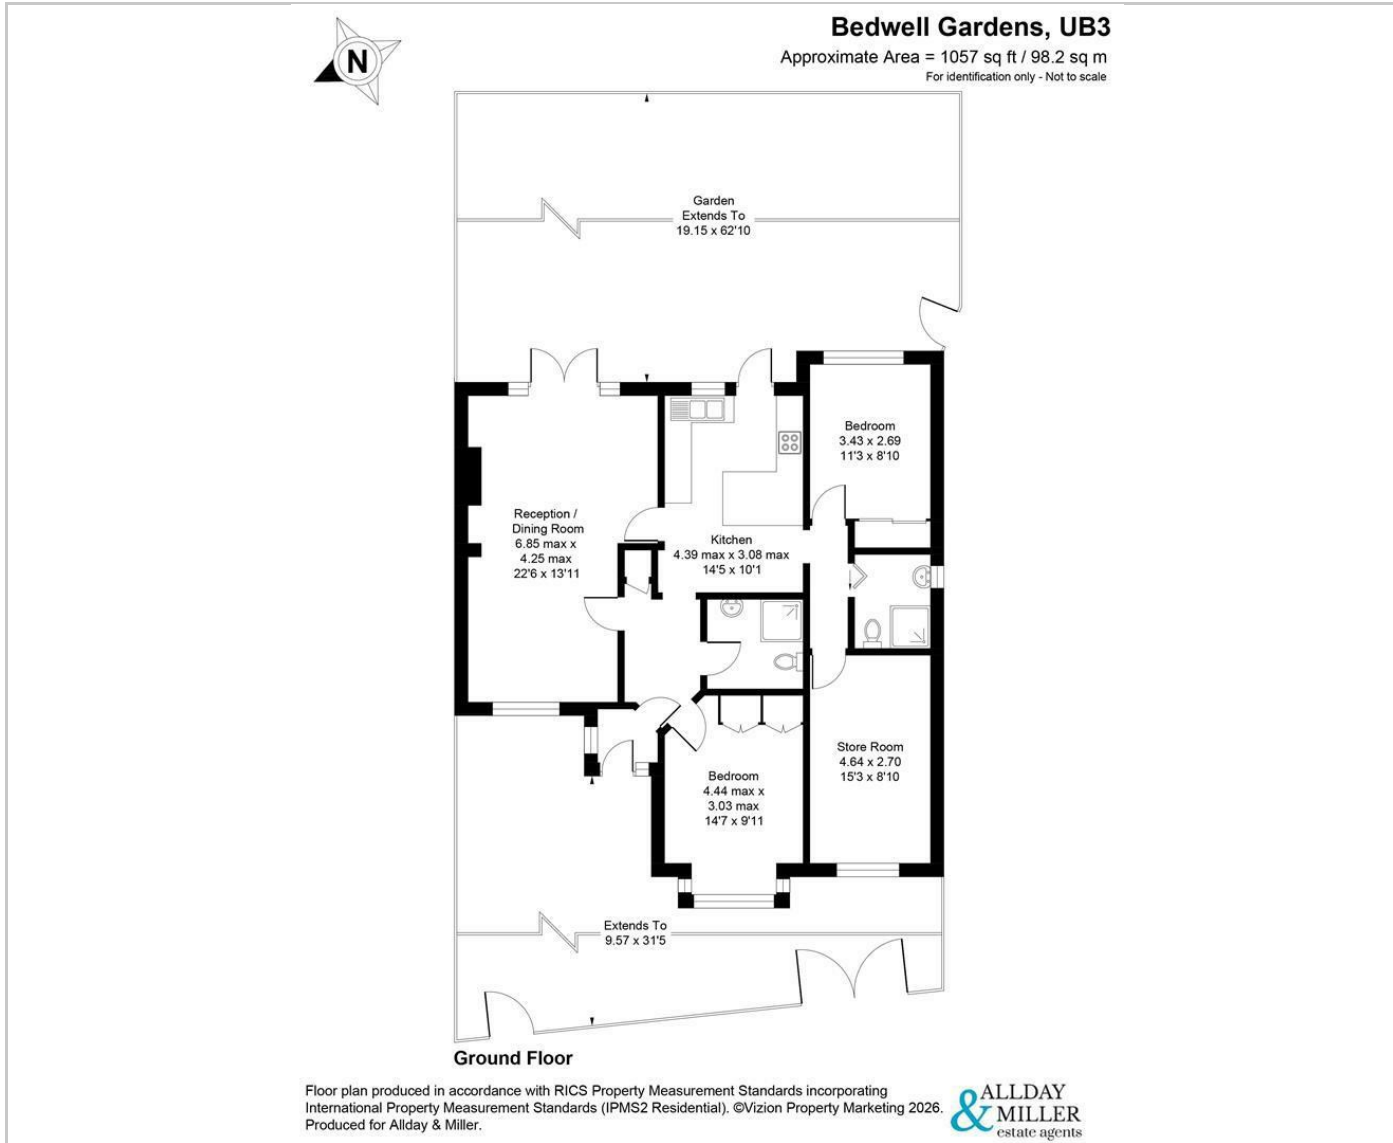 N
Bedwell Gardens, UB3
Approximate Area = 1057 sq ft / 98.2 sq m
For identification only - Not to scale
Garden
Extends To
19.15 x 62'10
Bedroom
3.43 x 2.69
11'3 x 8'10
Reception /
Dining Room
6.85 max x
4.25 max
22'6 x 13'11
Kitchen
4.39 max x 3.08 max
14'5 x 10'1
Store Room
4.64 x 2.70
15'3 x 8'10
Bedroom
4.44 max x
3.03 max
14'7 x 9'11
Extends To
9.57 x 31'5
Ground Floor
Floor plan produced in accordance with RICS Property Measurement Standards incorporating
International Property Measurement Standards (IPMS2 Residential). ©Vizion Property Marketing 2026.
Produced for Allday & Miller.
ALLDAY
& MILLER
estate agents